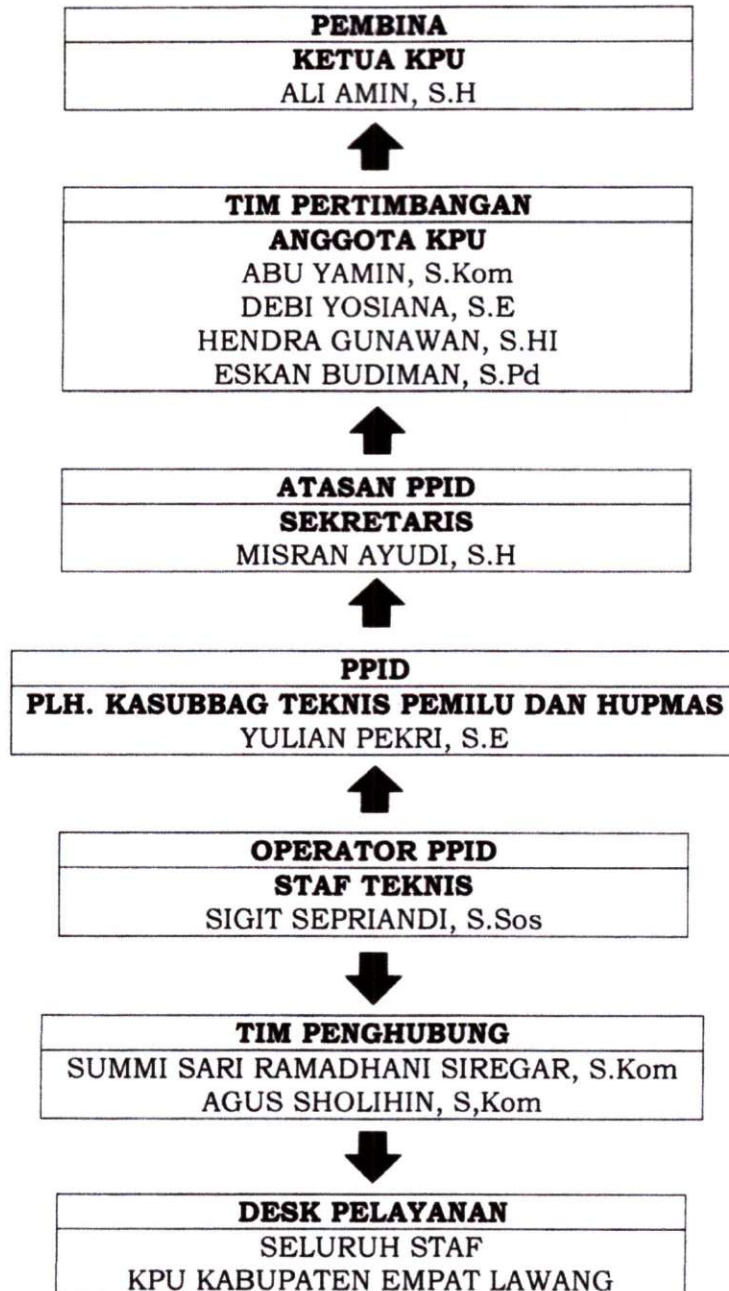 PEMBINA
KETUA KPU
ALI AMIN, S.H
TIM PERTIMBANGAN
ANGGOTA KPU
ABU YAMIN, S.Kom
DEBI YOSIANA, S.E
HENDRA GUNAWAN, S.HI
ESKAN BUDIMAN, S.Pd
ATASAN PPID
SEKRETARIS
MISRAN AYUDI, S.H
PPID
PLH. KASUBBAG TEKNIS PEMILU DAN HUPMAS
YULIAN PEKRI, S.E
OPERATOR PPID
STAF TEKNIS
SIGIT SEPRIANDI, S.Sos
TIM PENGHUBUNG
SUMMI SARI RAMADHANI SIREGAR, S.Kom
AGUS SHOLIHIN, S,Kom
DESK PELAYANAN
SELURUH STAF
KPU KABUPATEN EMPAT LAWANG